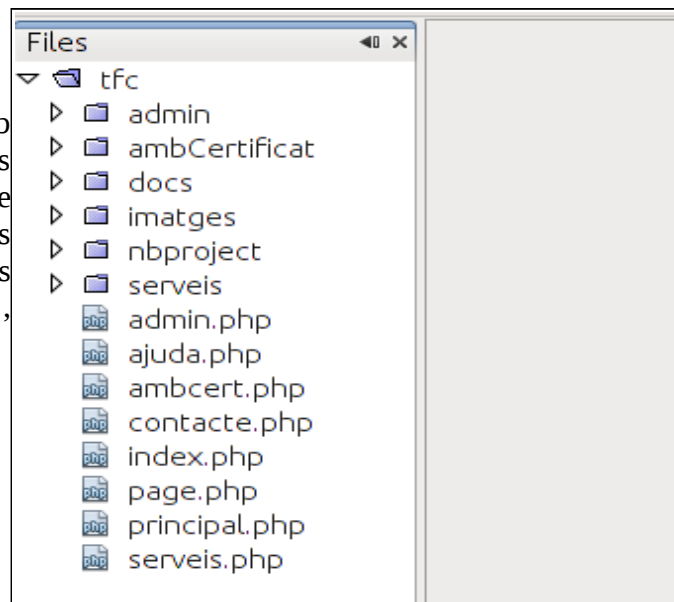 Files
tfc
admin
ambCertificat
docs
imatges
nbproject
serveis
admin.php
ajuda.php
ambcert.php
contacte.php
index.php
page.php
principal.php
serveis.php